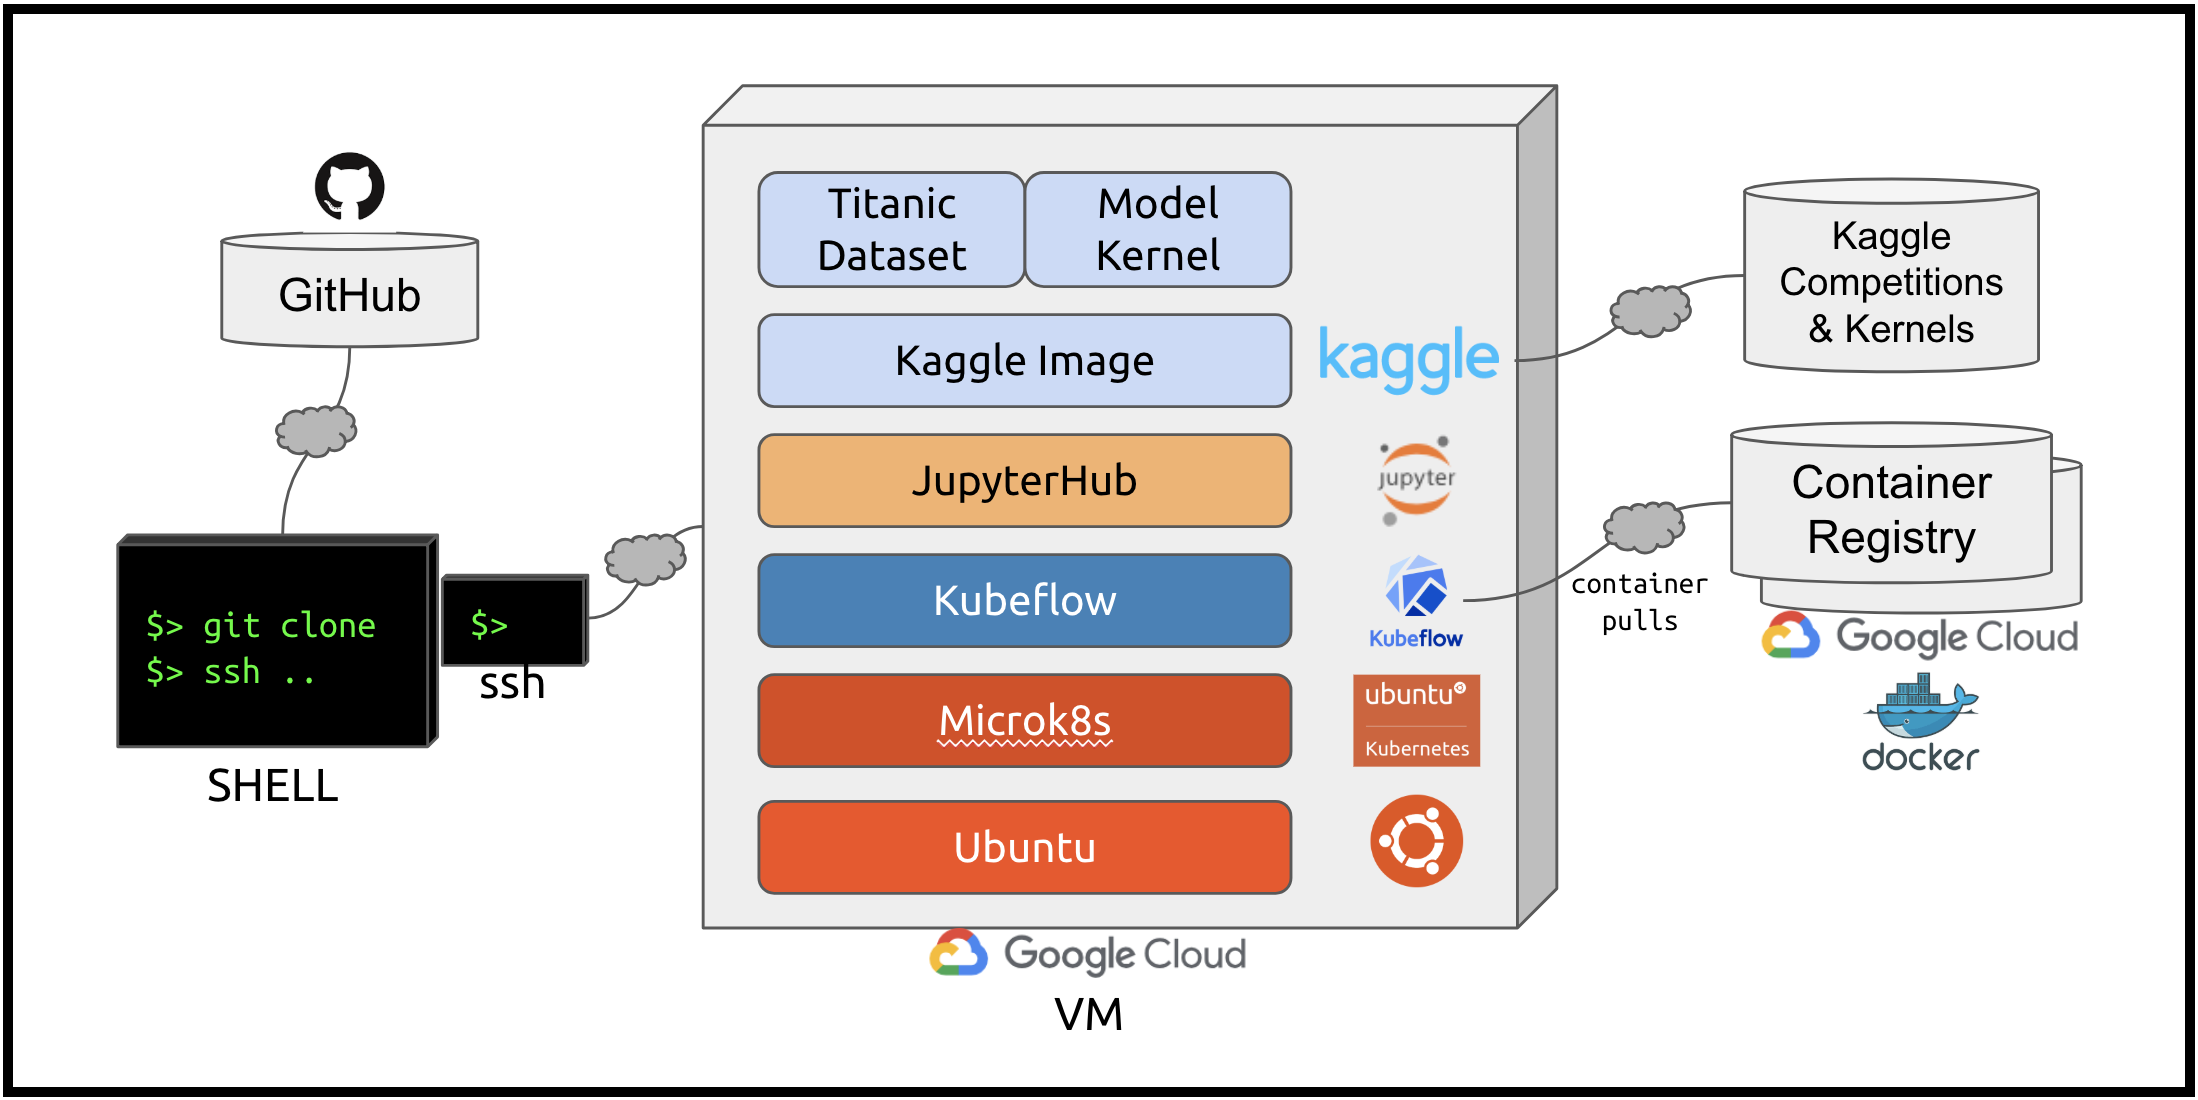 GitHub
$> git clone
$> ssh ..
SHELL
$>
ssh
Titanic
Dataset
Model
Kernel
Kaggle Image
kaggle
JupyterHub
jupyter
Kubeflow
Kubeflow
Microk8s
ubuntu
Kubernetes
Ubuntu
Google Cloud
VM
Kaggle
Competitions
& Kernels
Container
Registry
container
pulls
Google Cloud
docker